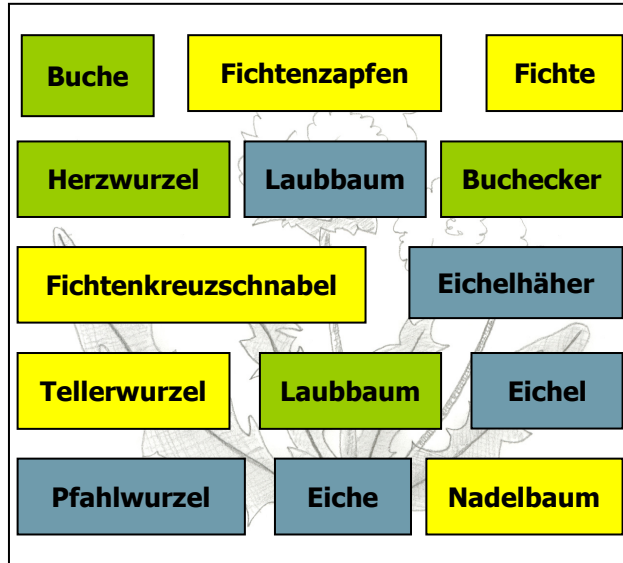 Buche Fichtenzapfen Fichte
Herzwurzel Laubbaum Buchecker
Fichtenkreuzschnabel Eichelhäher
Tellerwurzel Laubbaum Eichel
Pfahlwurzel Eiche Nadelbaum